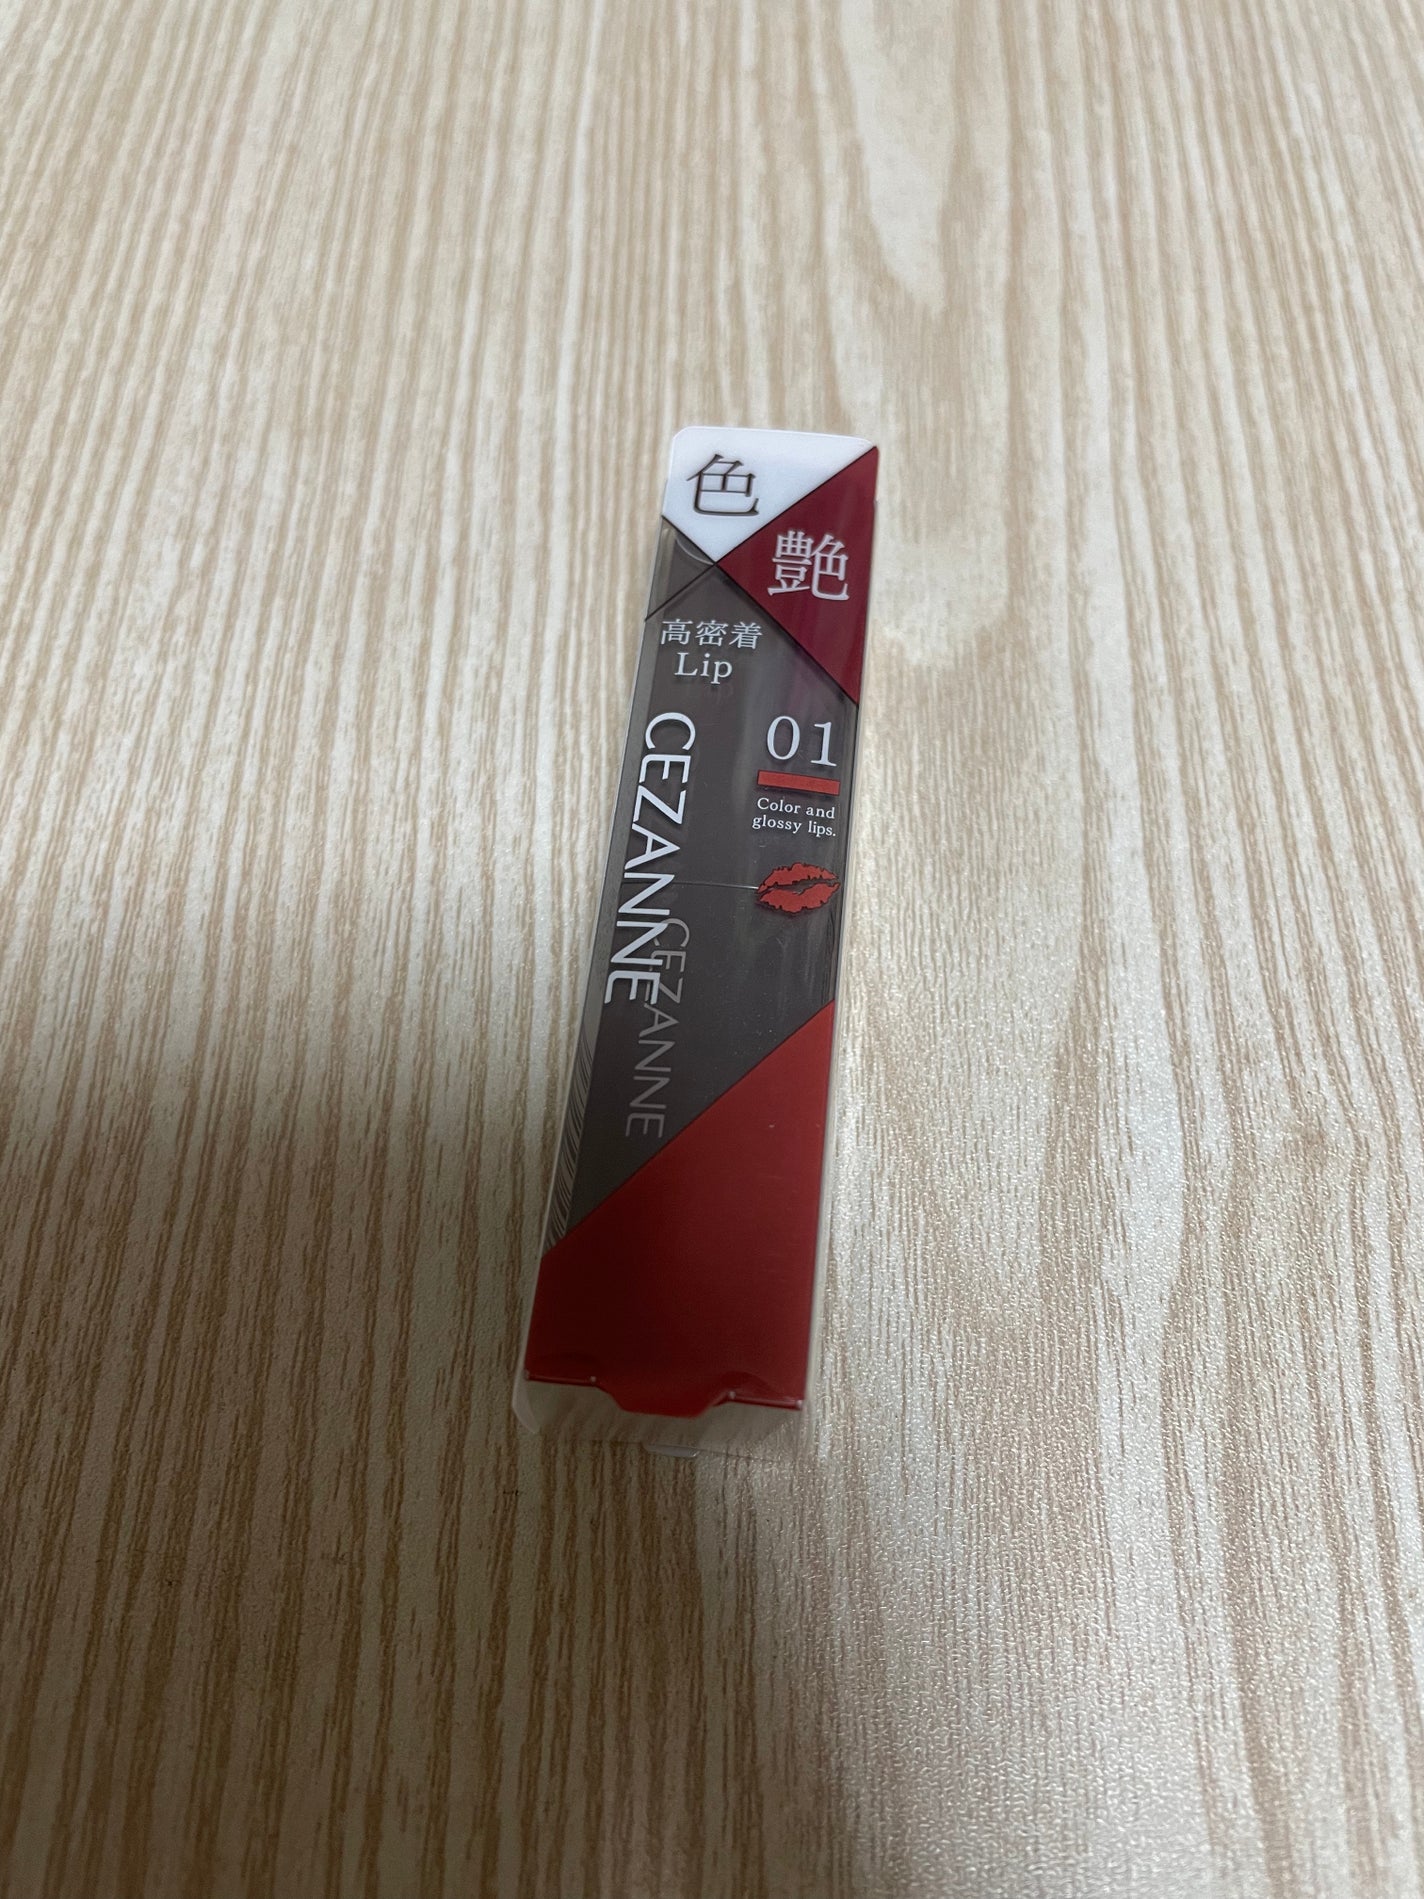 色
艶
高密着
Lip
01
Color and
glossy lips.
CEZANNE
CEZANNE